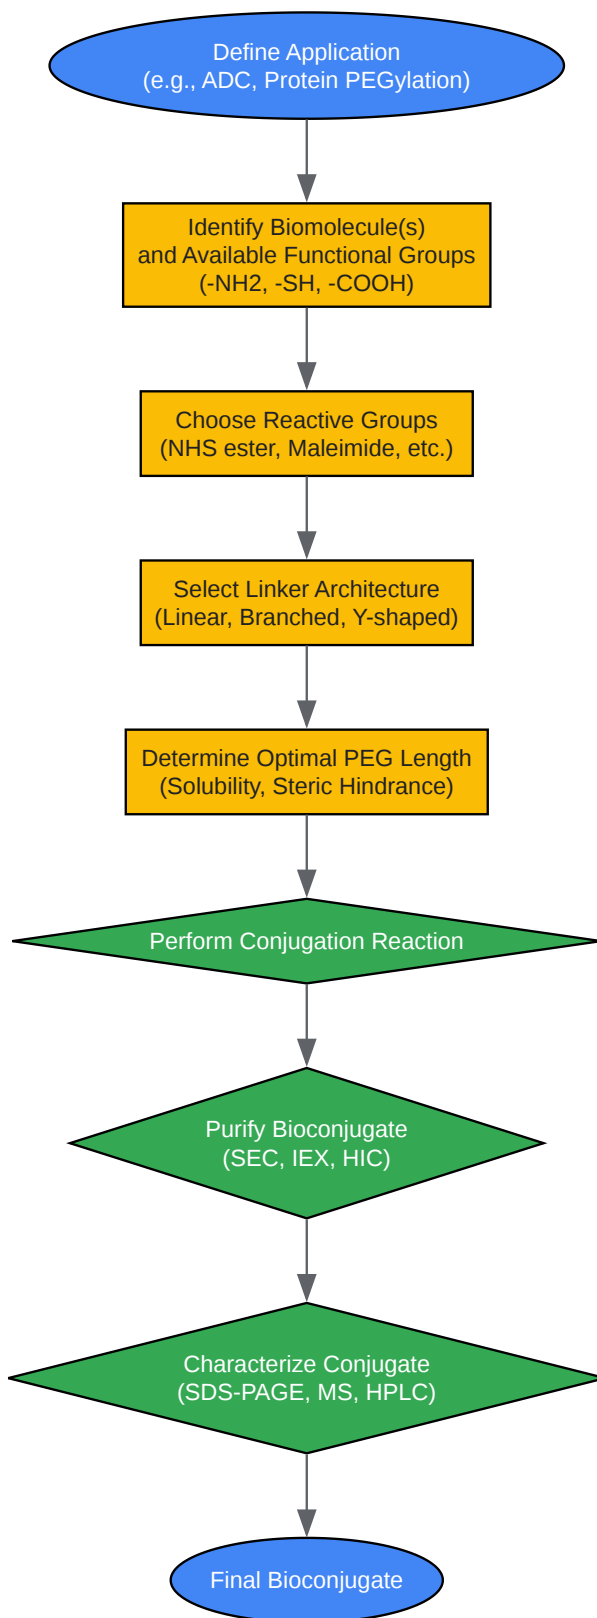 Define Application
(e.g., ADC, Protein PEGylation)
Identify Biomolecule(s)
and Available Functional Groups
(-NH2, -SH, -COOH)
Choose Reactive Groups
(NHS ester, Maleimide, etc.)
Select Linker Architecture
(Linear, Branched, Y-shaped)
Determine Optimal PEG Length
(Solubility, Steric Hindrance)
Perform Conjugation Reaction
Purify Bioconjugate
(SEC, IEX, HIC)
Characterize Conjugate
(SDS-PAGE, MS, HPLC)
Final Bioconjugate